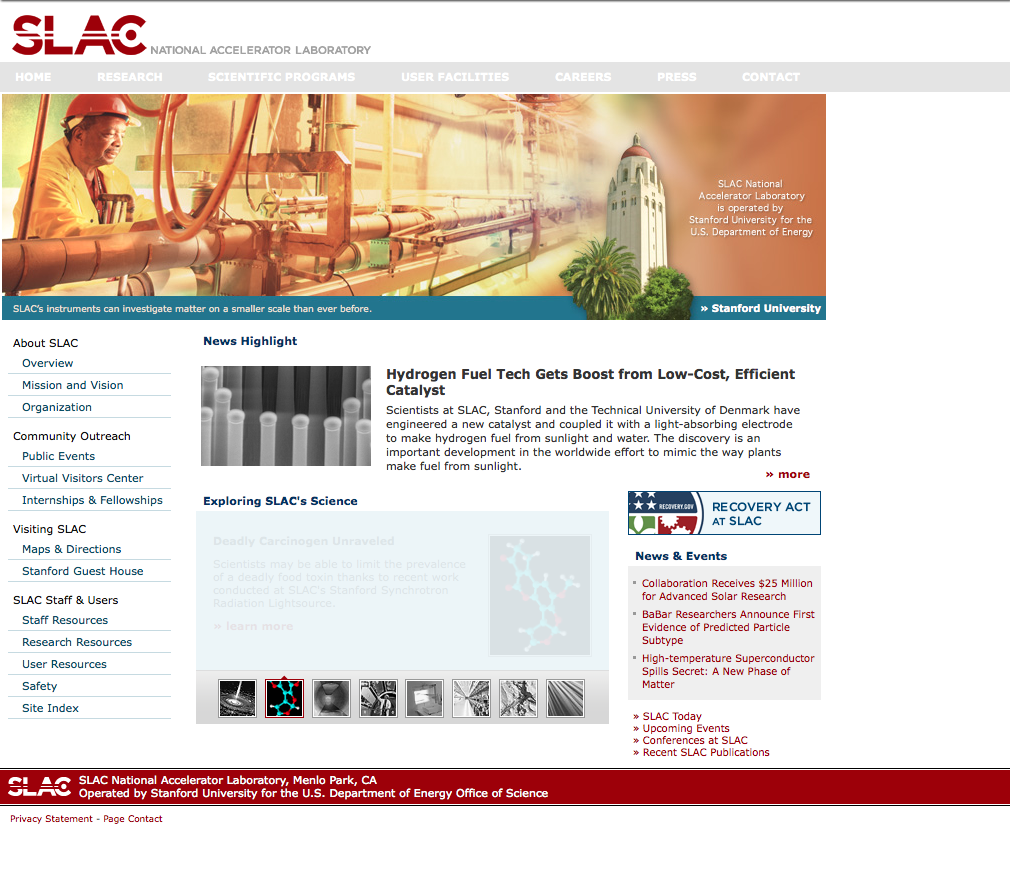 SLAC NATIONAL ACCELERATOR LABORATORY
HOME RESEARCH SCIENTIFIC PROGRAMS USER FACILITIES CAREERS PRESS CONTACT
SLAC National
Accelerator Laboratory
is operated by
Stanford University for the
U.S. Department of Energy
SLAC's instruments can investigate matter on a smaller scale than ever before.
» Stanford University
About SLAC
Overview
Mission and Vision
Organization
Community Outreach
Public Events
Virtual Visitors Center
Internships & Fellowships
Visiting SLAC
Maps & Directions
Stanford Guest House
SLAC Staff & Users
Staff Resources
Research Resources
User Resources
Safety
Site Index
News Highlight
Hydrogen Fuel Tech Gets Boost from Low-Cost, Efficient
Catalyst
Scientists at SLAC, Stanford and the Technical University of Denmark have
engineered a new catalyst and coupled it with a light-absorbing electrode
to make hydrogen fuel from sunlight and water. The discovery is an
important development in the worldwide effort to mimic the way plants
make fuel from sunlight.
» more
Exploring SLAC's Science
Deadly Carcinogen Unraveled
Scientists may be able to limit the prevalence
of a deadly food toxin thanks to recent work
conducted at SLAC's Stanford Synchrotron
Radiation Lightsource.
» learn more
RECOVERY.GOV
RECOVERY ACT
AT SLAC
News & Events
Collaboration Receives $25 Million
for Advanced Solar Research
BaBar Researchers Announce First
Evidence of Predicted Particle
Subtype
High-temperature Superconductor
Spills Secret: A New Phase of
Matter
» SLAC Today
» Upcoming Events
» Conferences at SLAC
» Recent SLAC Publications
SLAC
SLAC National Accelerator Laboratory, Menlo Park, CA
Operated by Stanford University for the U.S. Department of Energy Office of Science
Privacy Statement - Page Contact